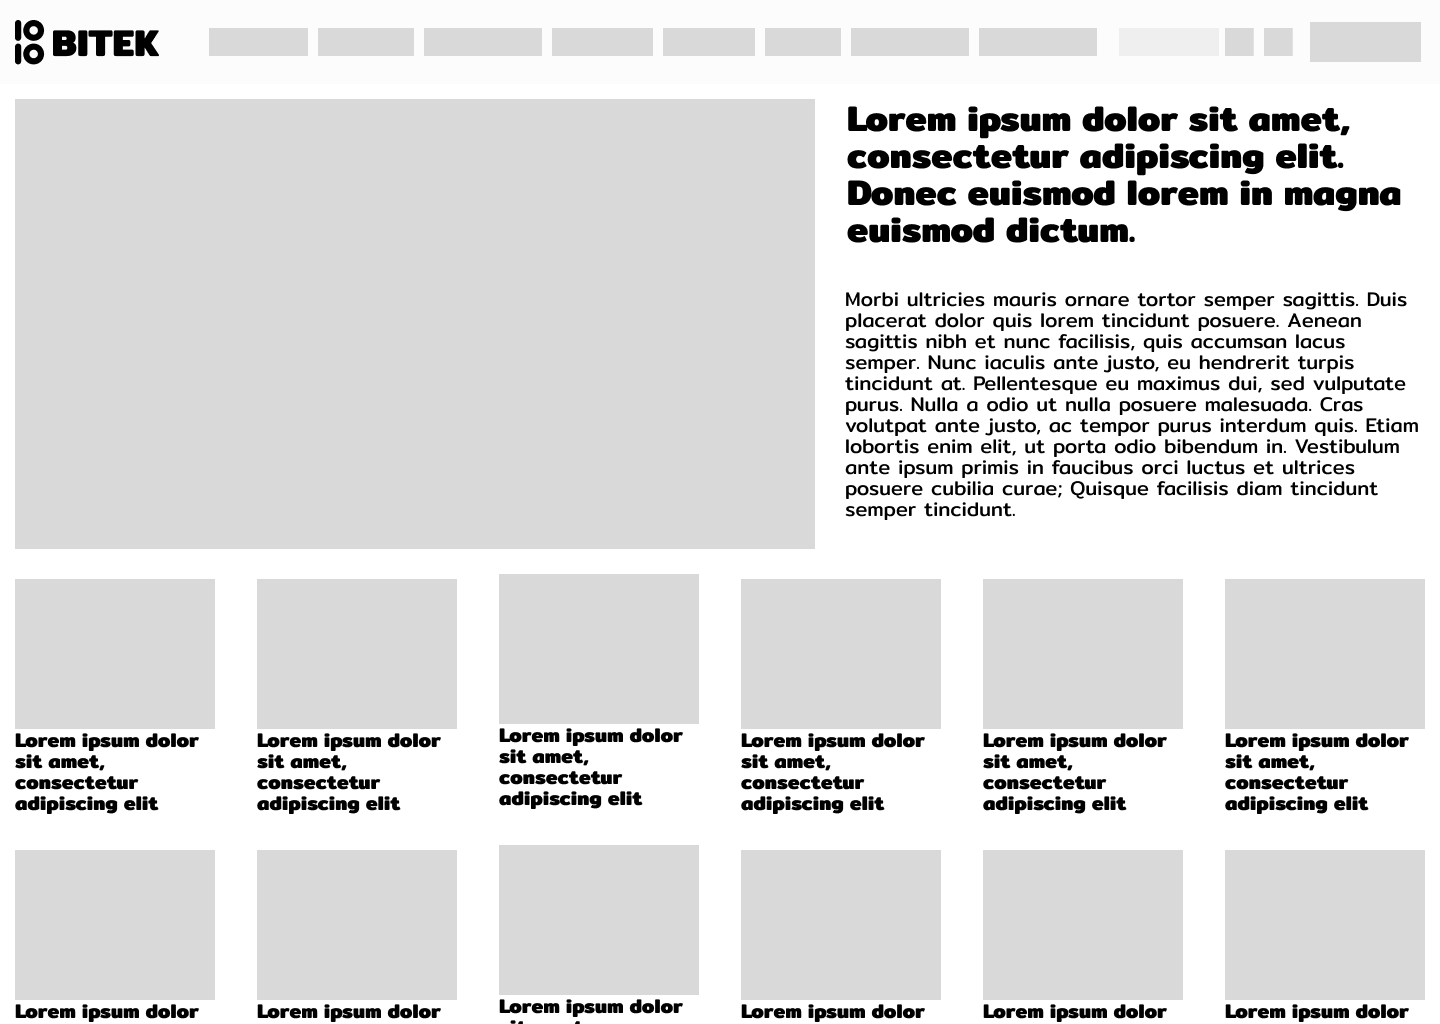 BITEK
Lorem ipsum dolor sit amet,
consectetur adipiscing elit.
Donec euismod lorem in magna
euismod dictum.
Morbi ultricies mauris ornare tortor semper sagittis. Duis
placerat dolor quis lorem tincidunt posuere. Aenean
sagittis nibh et nunc facilisis, quis accumsan lacus
semper. Nunc iaculis ante justo, eu hendrerit turpis
tincidunt at. Pellentesque eu maximus dui, sed vulputate
purus. Nulla a odio ut nulla posuere malesuada. Cras
volutpat ante justo, ac tempor purus interdum quis. Etiam
lobortis enim elit, ut porta odio bibendum in. Vestibulum
ante ipsum primis in faucibus orci luctus et ultrices
posuere cubilia curae; Quisque facilisis diam tincidunt
semper tincidunt.
Lorem ipsum dolor
sit amet,
consectetur
adipiscing elit
Lorem ipsum dolor
sit amet,
consectetur
adipiscing elit
Lorem ipsum dolor
sit amet,
consectetur
adipiscing elit
Lorem ipsum dolor
sit amet,
consectetur
adipiscing elit
Lorem ipsum dolor
sit amet,
consectetur
adipiscing elit
Lorem ipsum dolor
sit amet,
consectetur
adipiscing elit
Lorem ipsum dolor
Lorem ipsum dolor
Lorem ipsum dolor
Lorem ipsum dolor
Lorem ipsum dolor
Lorem ipsum dolor